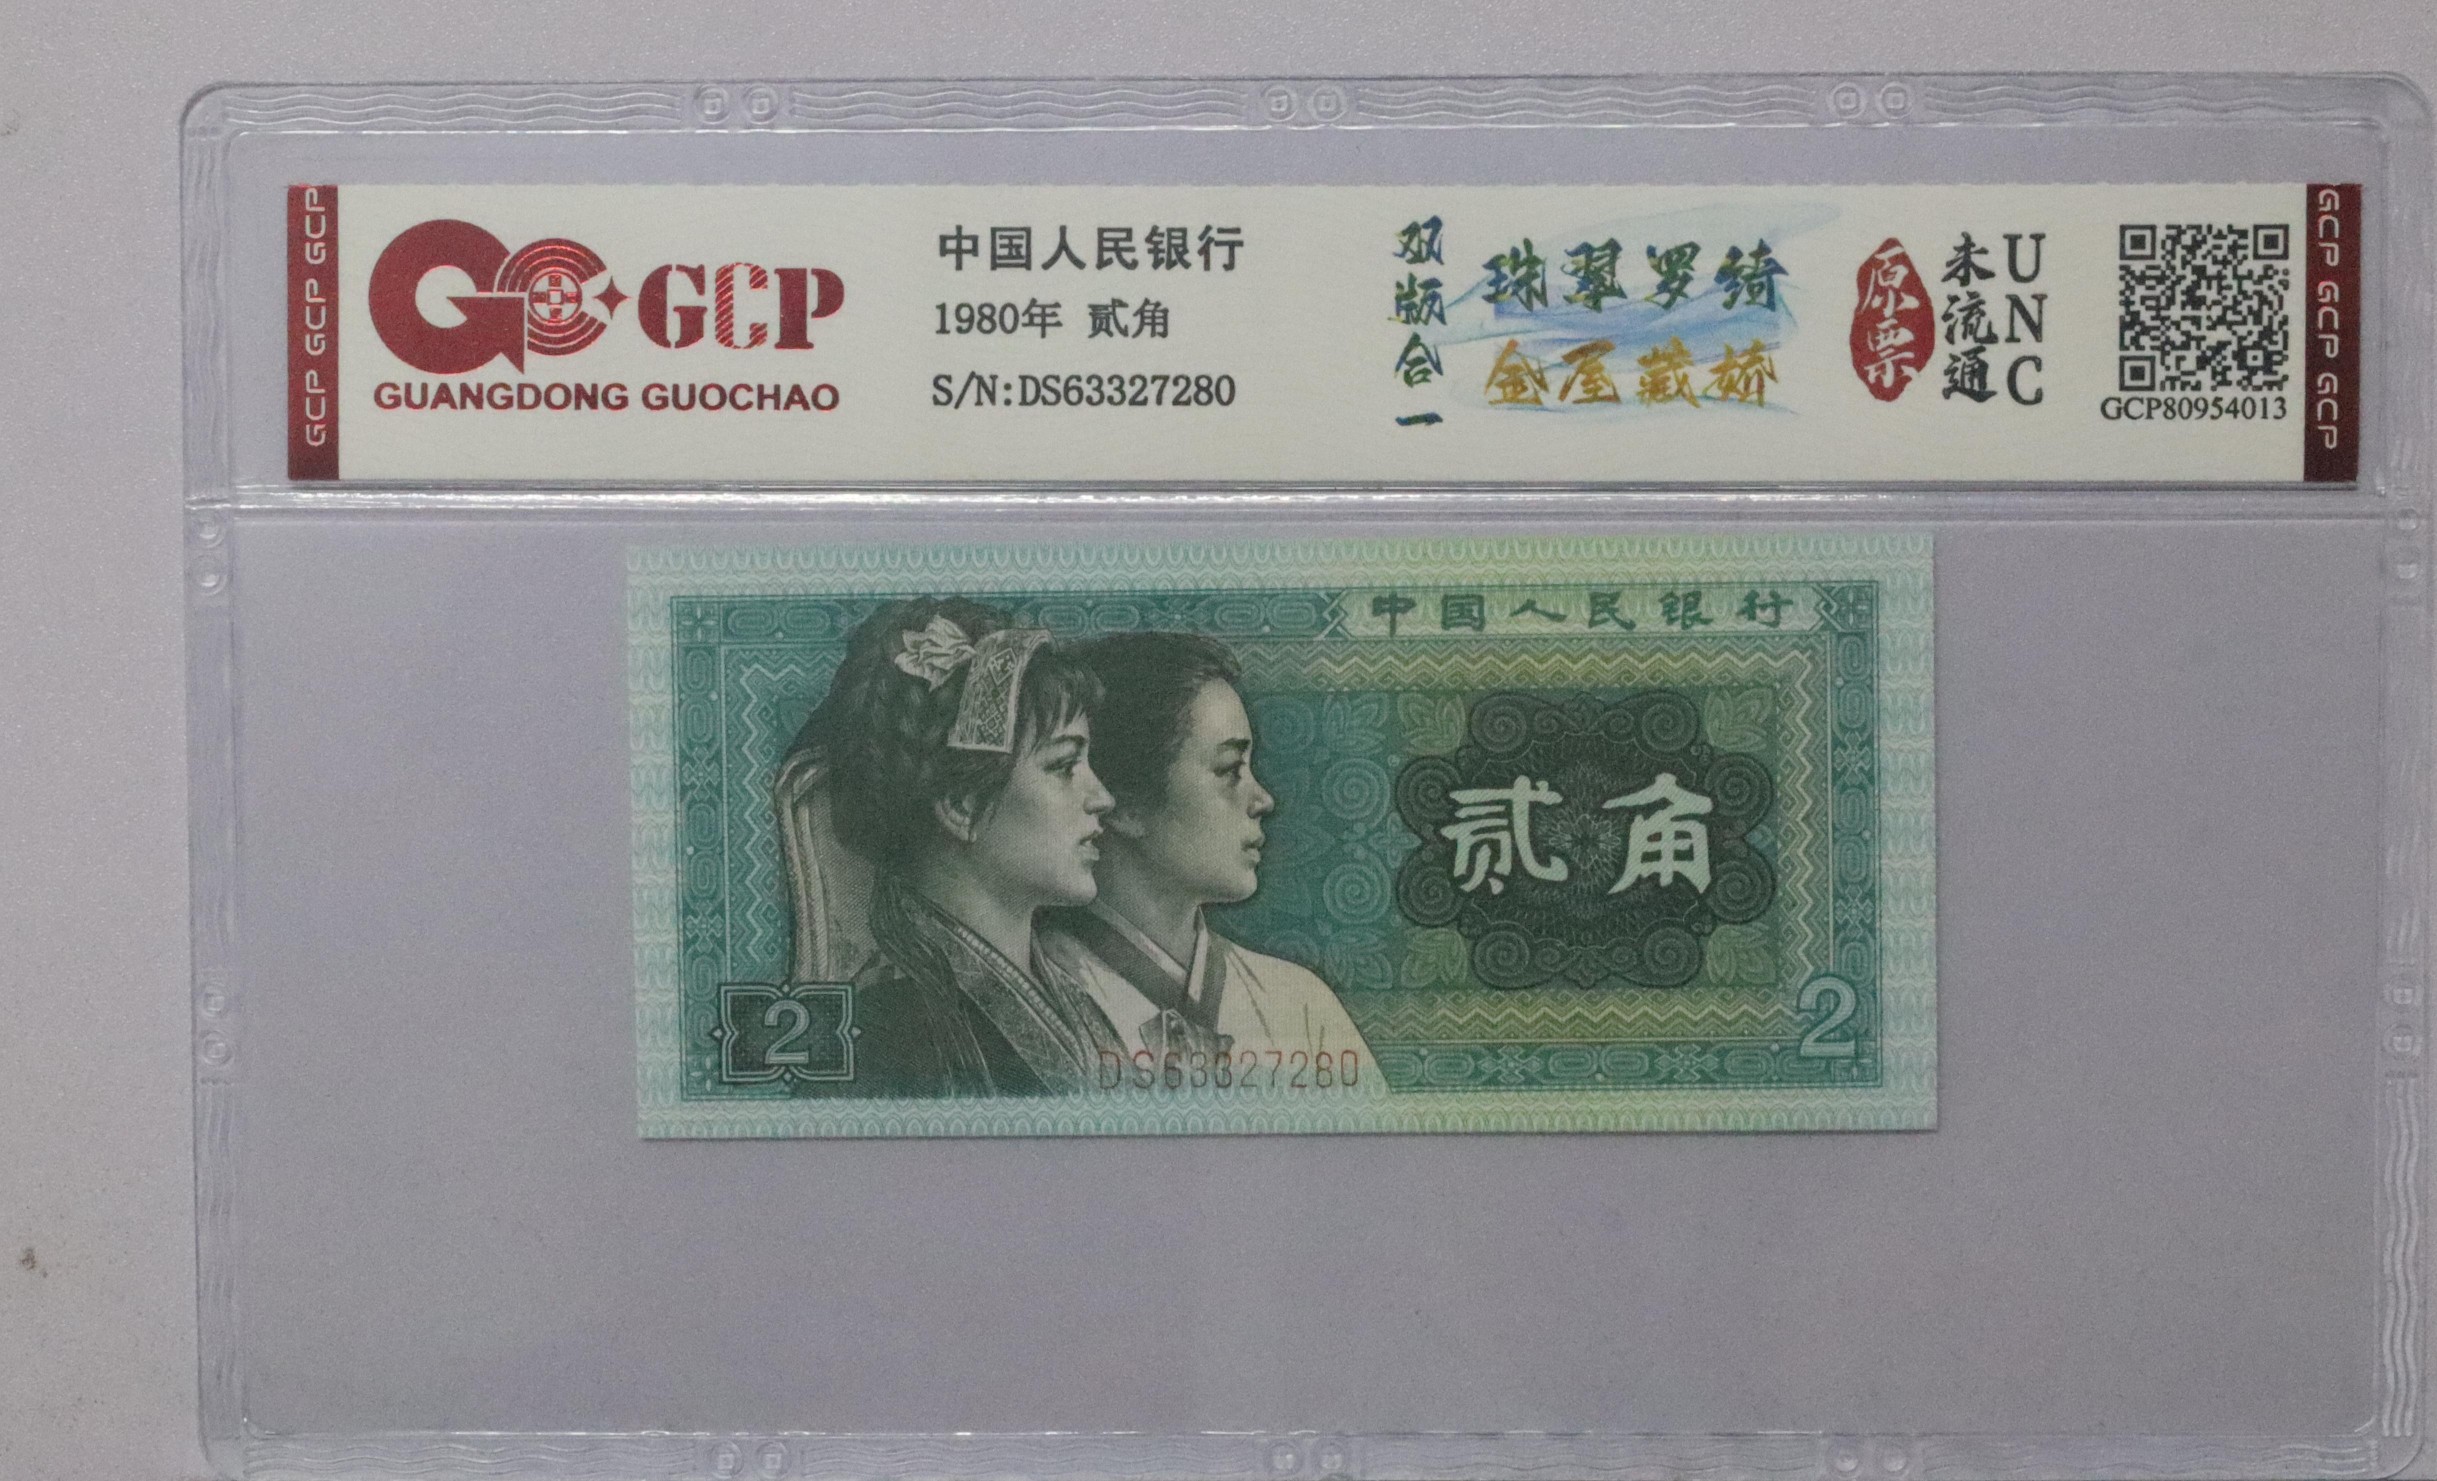 GCP GCP GCP
GCP
GUANGDONG GUOCHAO
中国人民银行
1980年 贰角
S/N:DS63327280
双版合一
珠翠罗绮
金屋藏娇
原票
未流通
UNC
GCP80954013
GCP GCP GCP
中国人民银行
贰角
2
2
DS63327280